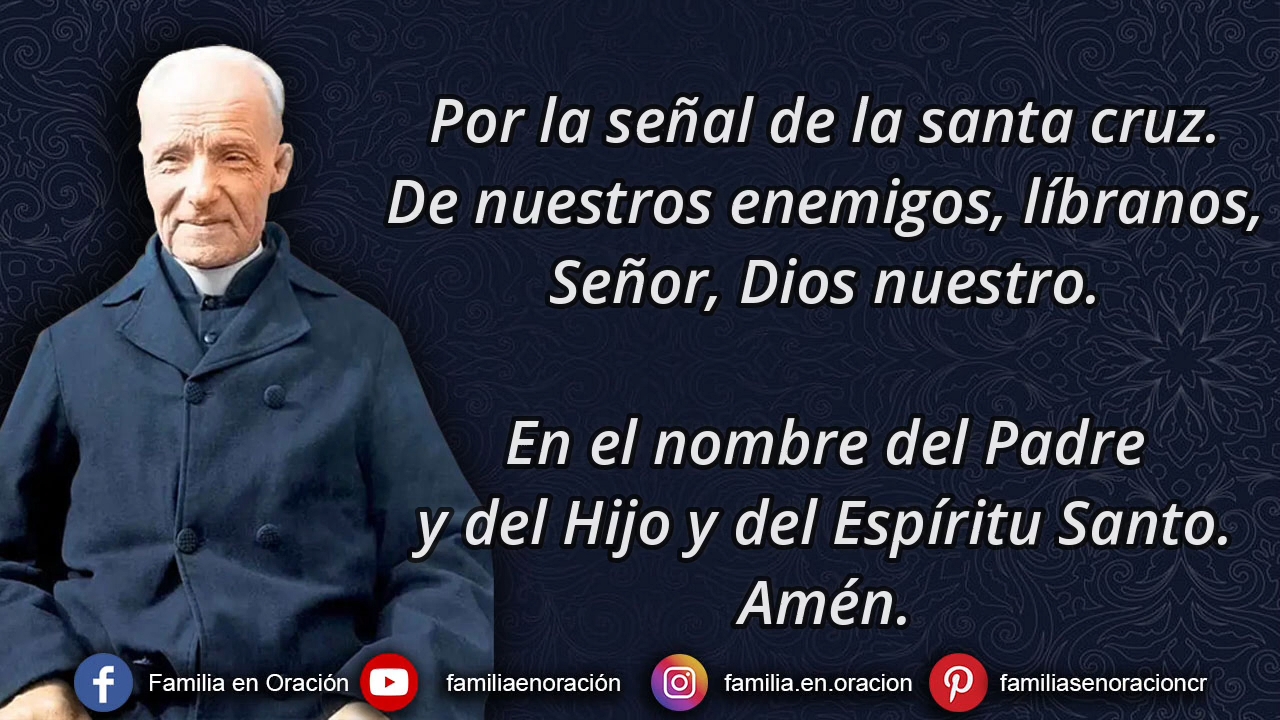 Por la señal de la santa cruz.
De nuestros enemigos, líbranos,
Señor, Dios nuestro.
En el nombre del Padre
y del Hijo y del Espíritu Santo.
Amén.
Familia en Oración familiaenoración familia.en.oracion familiasenoracioncr